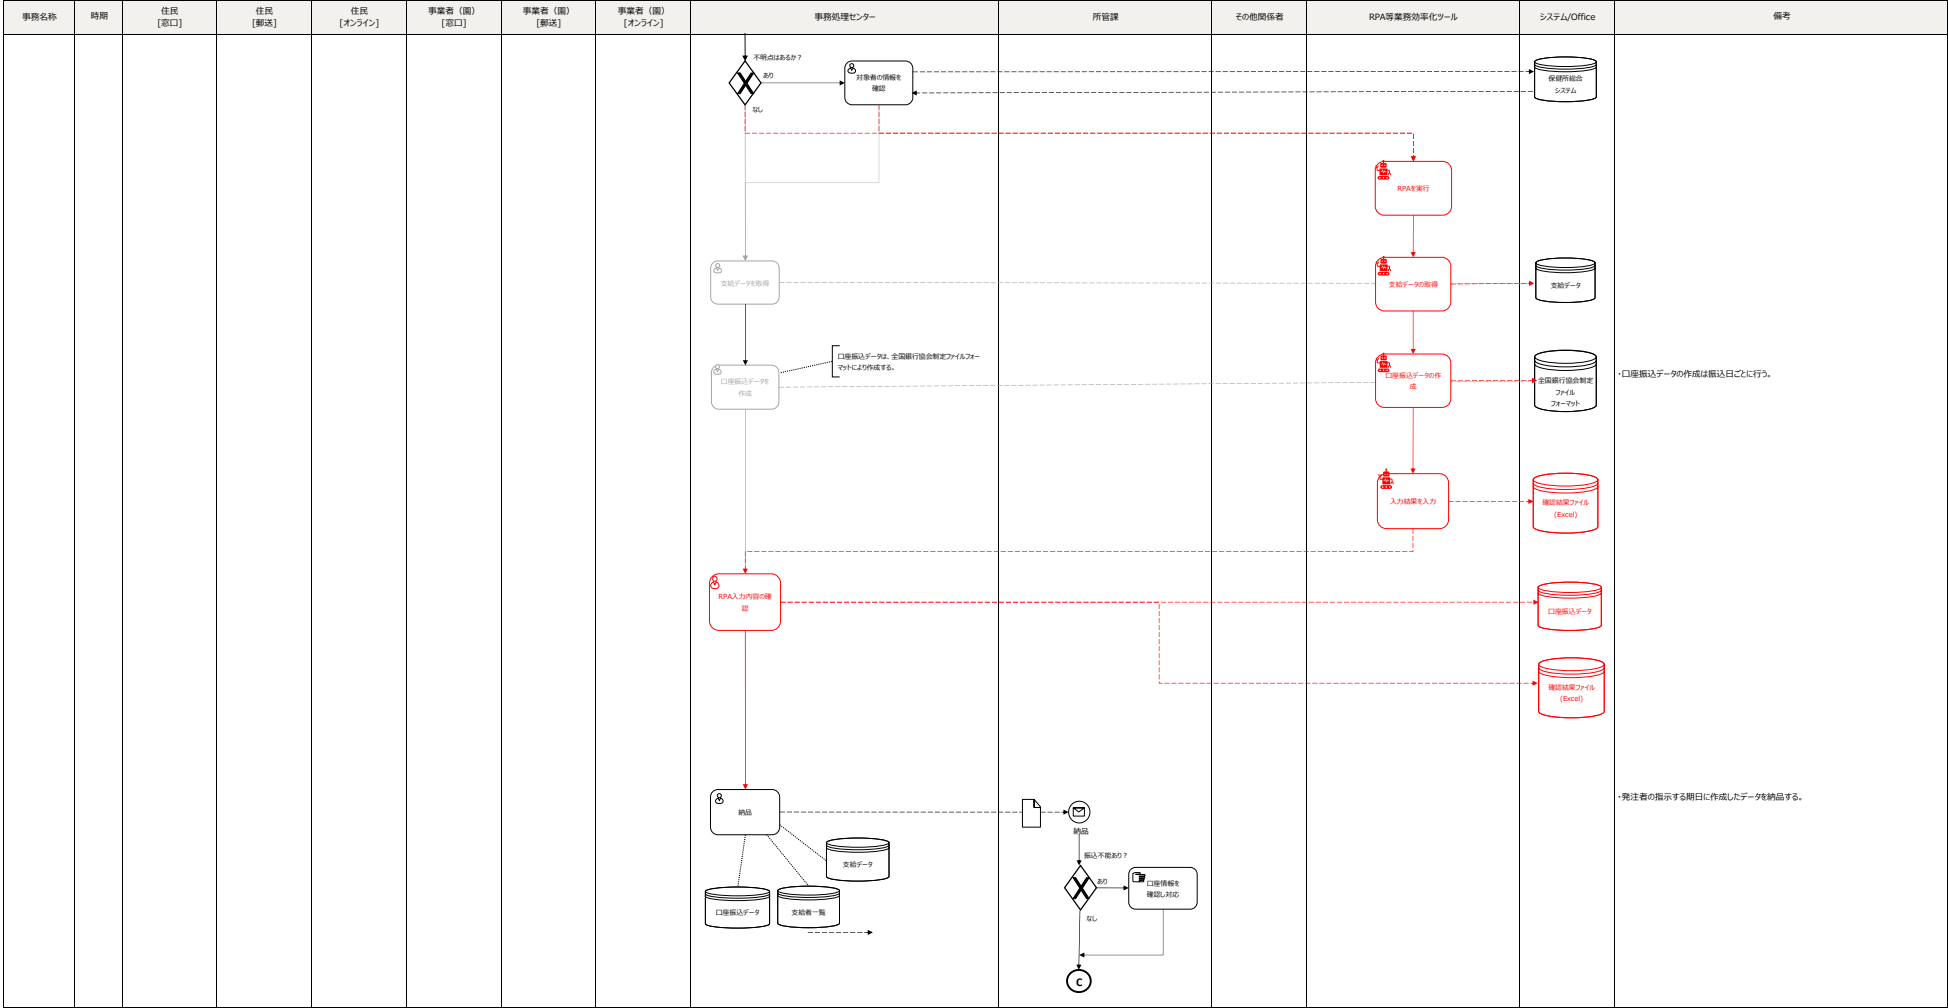 事務名称
時期
住民
[窓口]
住民
[郵送]
住民
[オンライン]
事業者（園）
[窓口]
事業者（園）
[郵送]
事業者（園）
[オンライン]
事務処理センター
所管課
その他関係者
RPA等業務効率化ツール
システム/Office
備考
不明点はあるか？
あり
なし
対象者の情報を
確認
保健所総合
システム
RPAを実行
支給データを取得
支給データの取得
支給データ
口座振込データは、全国銀行協会制定ファイルフォー
マットにより作成する。
口座振込データを
作成
口座振込データの作
成
全国銀行協会制定
ファイル
フォーマット
・口座振込データの作成は振込日ごとに行う。
入力結果を入力
確認結果ファイル
(Excel)
RPA入力内容の確
認
口座振込データ
確認結果ファイル
(Excel)
納品
納品
・発注者の指示する期日に作成したデータを納品する。
支給データ
口座振込データ
支給者一覧
振込不能あり？
あり
なし
口座情報を
確認し対応
C